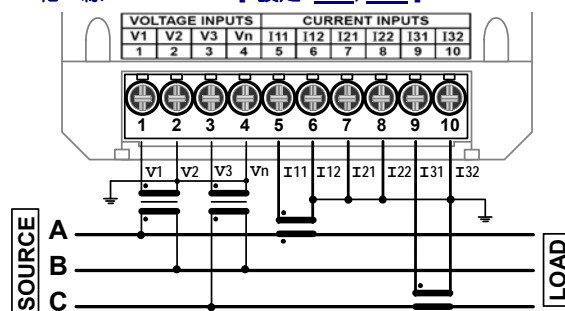 VOLTAGE INPUTS CURRENT INPUTS
V1 V2 V3 Vn I11 I12 I21 I22 I31 I32
1 2 3 4 5 6 7 8 9 10
1 2 3 4 5 6 7 8 9 10
V1 V2 V3 Vn I11 I12 I21 I22 I31 I32
SOURCE
A
B
C
LOAD